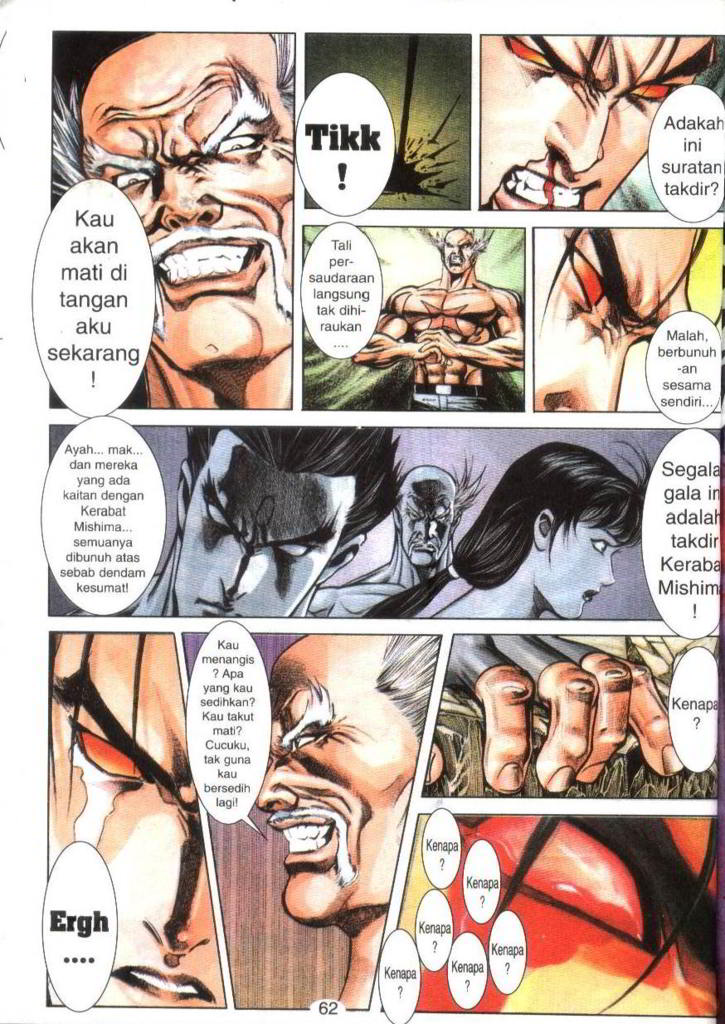 Kau
akan
mati di
tangan
aku
sekarang
!
Tikk
!
Adakah
ini
suratan
takdir?
Tali
per-
saudaraan
langsung
tak dihi-
raukan
....
Malah,
berbunuh
-an
sesama
sendiri...
Ayah... mak...
dan mereka
yang ada
kaitan dengan
Kerabat
Mishima...
semuanya
dibunuh atas
sebab dendam
kesumat!
Segala
gala in
adalah
takdir
Kerabat
Mishima
!
Ergh
....
Kau
menangis
? Apa
yang kau
sedihkan?
Kau takut
mati?
Cucuku,
tak guna
kau
bersedih
lagi!
Kenapa
?
Kenapa
?
Kenapa
?
Kenapa
?
Kenapa
?
Kenapa
?
Kenapa
?
62